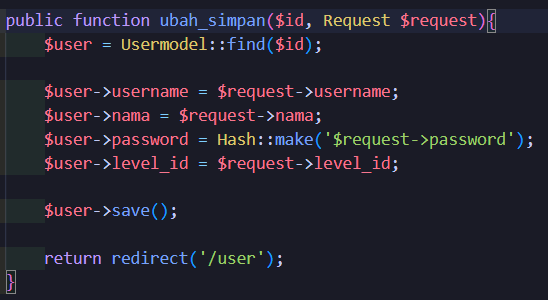 public function ubah_simpan($id, Request $request){
$user = Usermodel::find($id);
$user->username = $request->username;
$user->nama = $request->nama;
$user->password = Hash::make('$request->password');
$user->level_id = $request->level_id;
$user->save();
return redirect('/user');
}